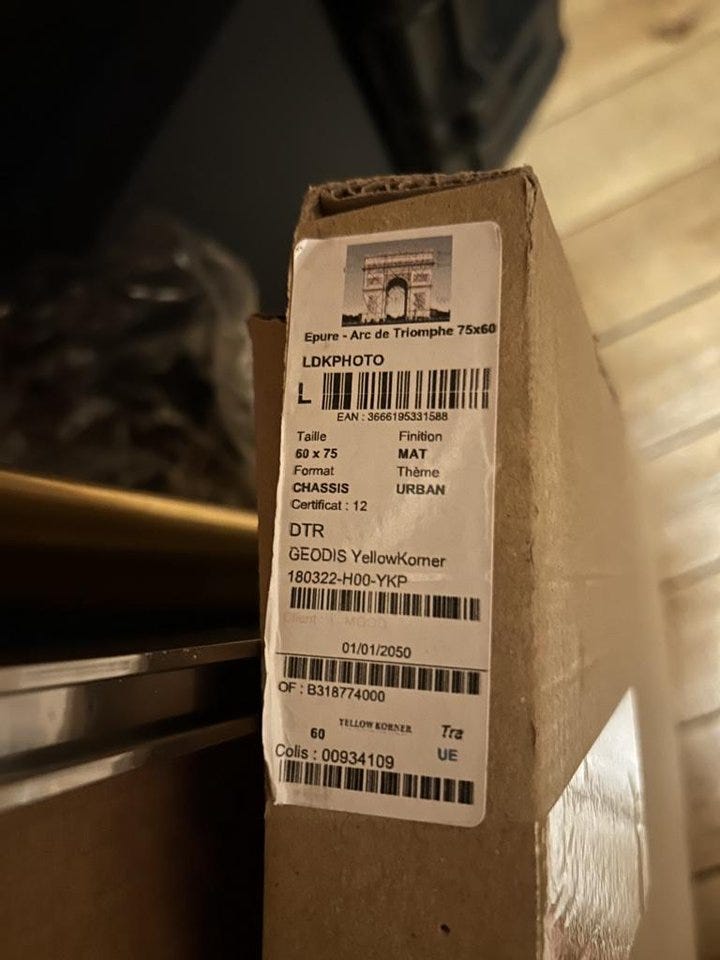 Epure - Arc de Triomphe 75x60
LDKPHOTO
L
EAN : 3666195331588
Taille Finition
60 x 75 MAT
Format Thème
CHASSIS URBAN
Certificat : 12
DTR
GEODIS YellowKorner
180322-H00-YKP
Client :
01/01/2050
OF : B318774000
60 YELLOW KORNER Tra
Colis : 00934109 UE